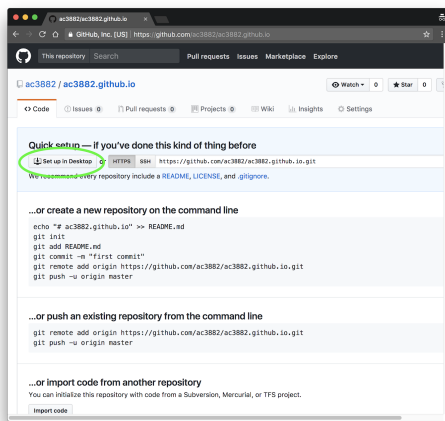 ac3882/ac3882.github.io
GitHub, Inc. [US] https://github.com/ac3882/ac3882.github.io
This repository Search Pull requests Issues Marketplace Explore
ac3882 / ac3882.github.io Watch 0 Star 0
Code Issues 0 Pull requests 0 Projects 0 Wiki Insights Settings
Quick setup — if you've done this kind of thing before
Set up in Desktop or HTTPS SSH https://github.com/ac3882/ac3882.github.io.git
We recommend every repository include a README, LICENSE, and .gitignore.
...or create a new repository on the command line
echo "# ac3882.github.io" >> README.md
git init
git add README.md
git commit -m "first commit"
git remote add origin https://github.com/ac3882/ac3882.github.io.git
git push -u origin master
...or push an existing repository from the command line
git remote add origin https://github.com/ac3882/ac3882.github.io.git
git push -u origin master
...or import code from another repository
You can initialize this repository with code from a Subversion, Mercurial, or TFS project.
Import code